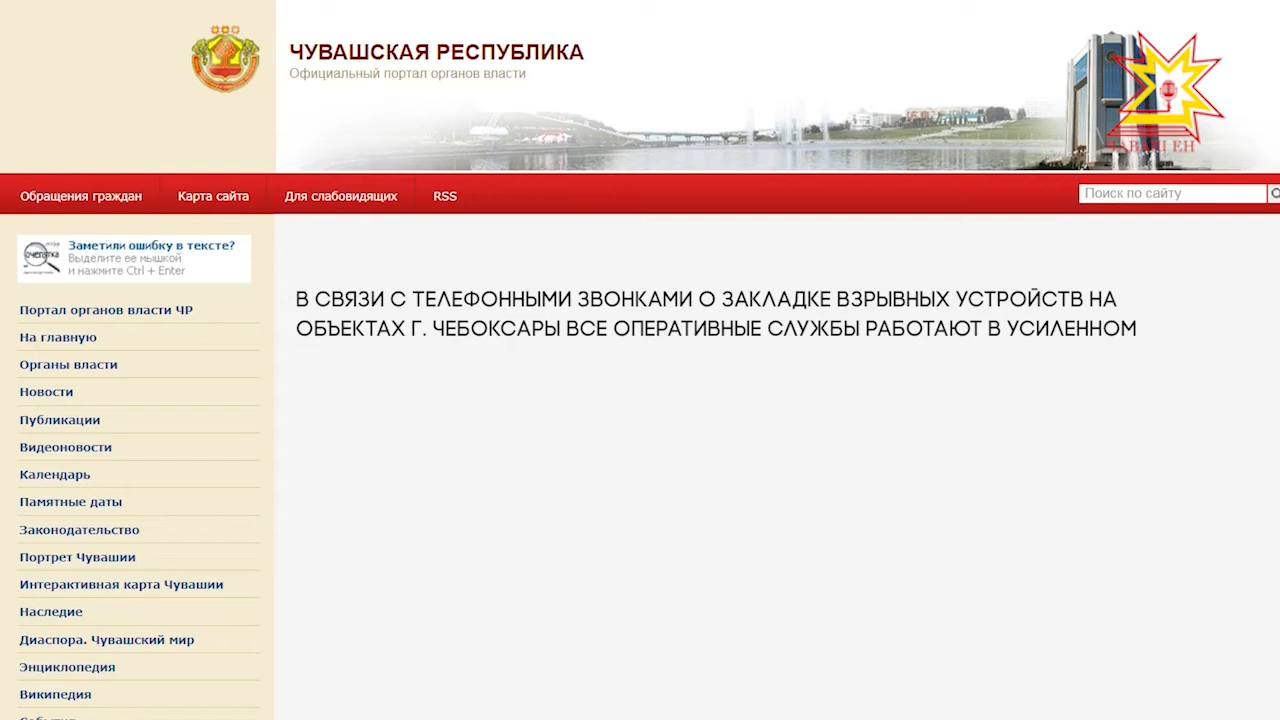 ЧУВАШСКАЯ РЕСПУБЛИКА
Официальный портал органов власти
ЧĂВАШ ЕН
Обращения граждан
Карта сайта
Для слабовидящих
RSS
Поиск по сайту
очепятка
Заметили ошибку в тексте?
Выделите ее мышкой
и нажмите Ctrl + Enter
Портал органов власти ЧР
На главную
Органы власти
Новости
Публикации
Видеоновости
Календарь
Памятные даты
Законодательство
Портрет Чувашии
Интерактивная карта Чувашии
Наследие
Диаспора. Чувашский мир
Энциклопедия
Википедия
В СВЯЗИ С ТЕЛЕФОННЫМИ ЗВОНКАМИ О ЗАКЛАДКЕ ВЗРЫВНЫХ УСТРОЙСТВ НА
ОБЪЕКТАХ Г. ЧЕБОКСАРЫ ВСЕ ОПЕРАТИВНЫЕ СЛУЖБЫ РАБОТАЮТ В УСИЛЕННОМ